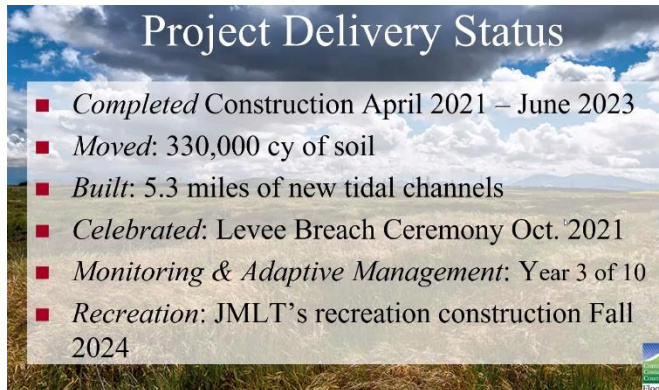 Project Delivery Status
■ Completed Construction April 2021 – June 2023
■ Moved: 330,000 cy of soil
■ Built: 5.3 miles of new tidal channels
■ Celebrated: Levee Breach Ceremony Oct. 2021
■ Monitoring & Adaptive Management: Year 3 of 10
■ Recreation: JMLT's recreation construction Fall
2024